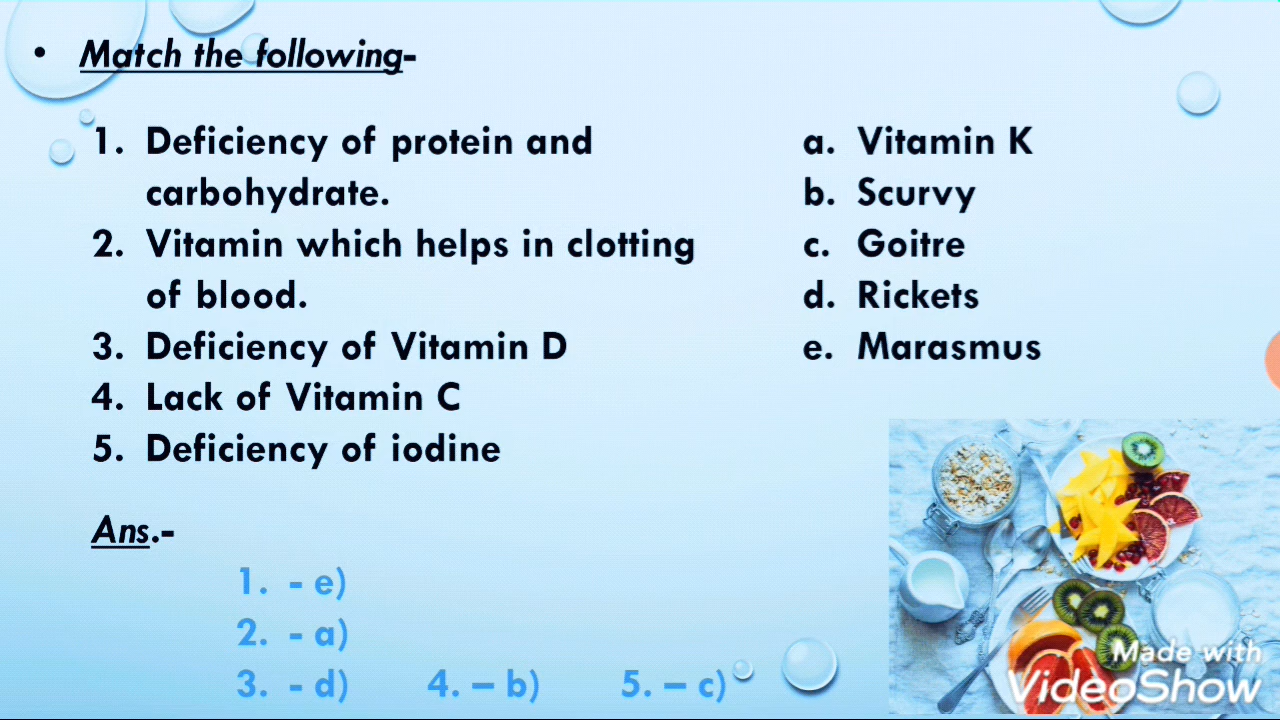 • Match the following-
1. Deficiency of protein and
carbohydrate.
2. Vitamin which helps in clotting
of blood.
3. Deficiency of Vitamin D
4. Lack of Vitamin C
5. Deficiency of iodine
a. Vitamin K
b. Scurvy
c. Goitre
d. Rickets
e. Marasmus
Ans.-
1. - e)
2. - a)
3. - d) 4. – b) 5. – c)
Made with
VideoShow